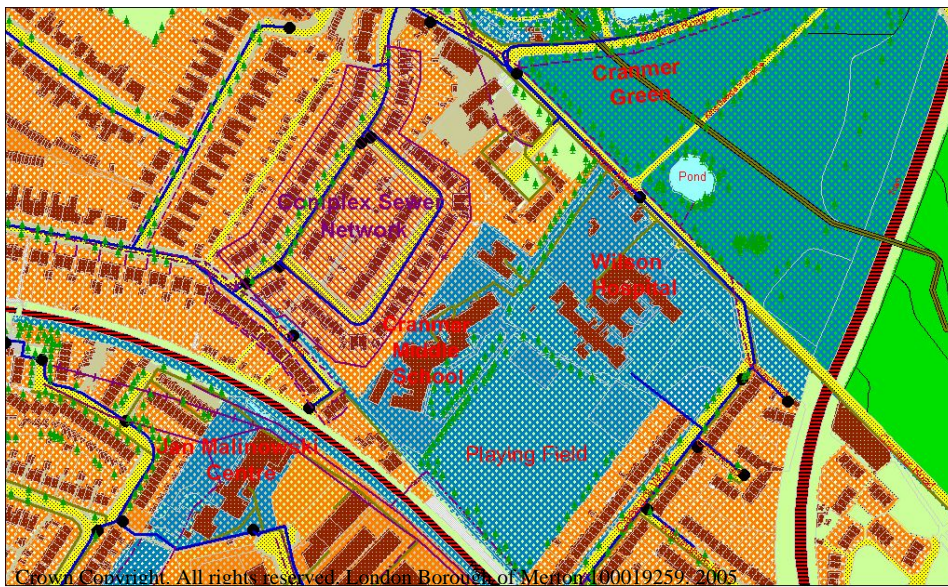 Cranmer
Green
Pond
Complex Sewer
Network
Wilson
Hospital
Cranmer
Middle
School
Jan Malinowski
Centre
Playing Field
Crown Copyright. All rights reserved. London Borough of Merton 100019259. 2005